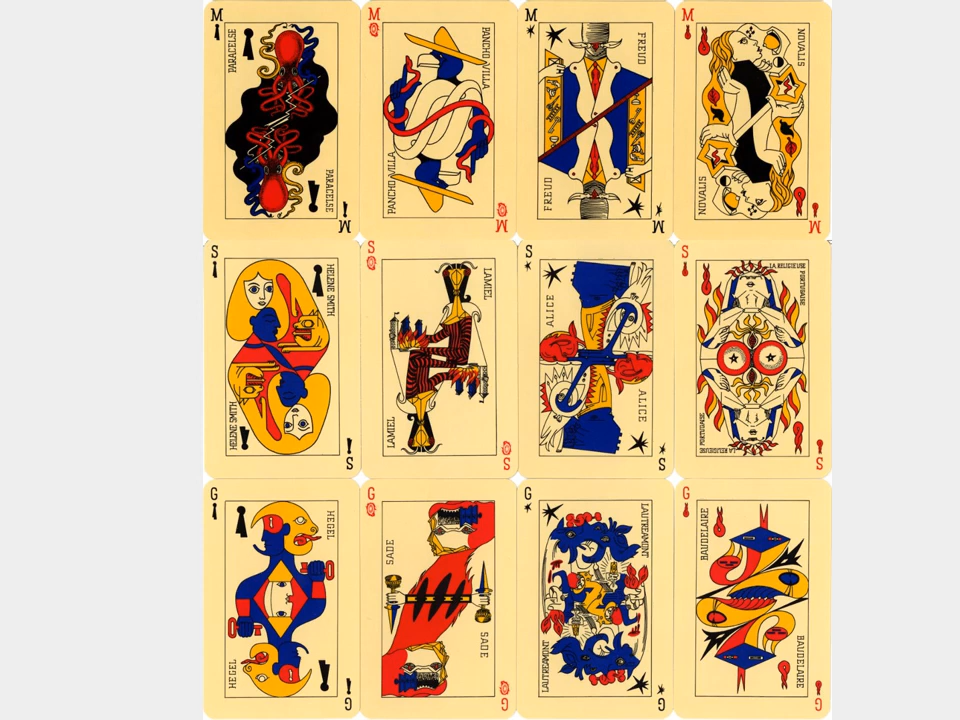 M
PARACELSE
PARACELSE
M
M
PANCHO VILLA
PANCHO VILLA
M
M
FREUD
FREUD
M
M
NOVALIS
NOVALIS
M
S
HELENE SMITH
HELENE SMITH
S
S
LAMIEL
LAMIEL
S
S
ALICE
ALICE
S
S
LA RELIGIEUSE PORTUGAISE
LA RELIGIEUSE PORTUGAISE
S
G
HEGEL
HEGEL
G
G
SADE
SADE
G
G
LAUTREAMONT
LAUTREAMONT
G
G
BAUDELAIRE
BAUDELAIRE
G